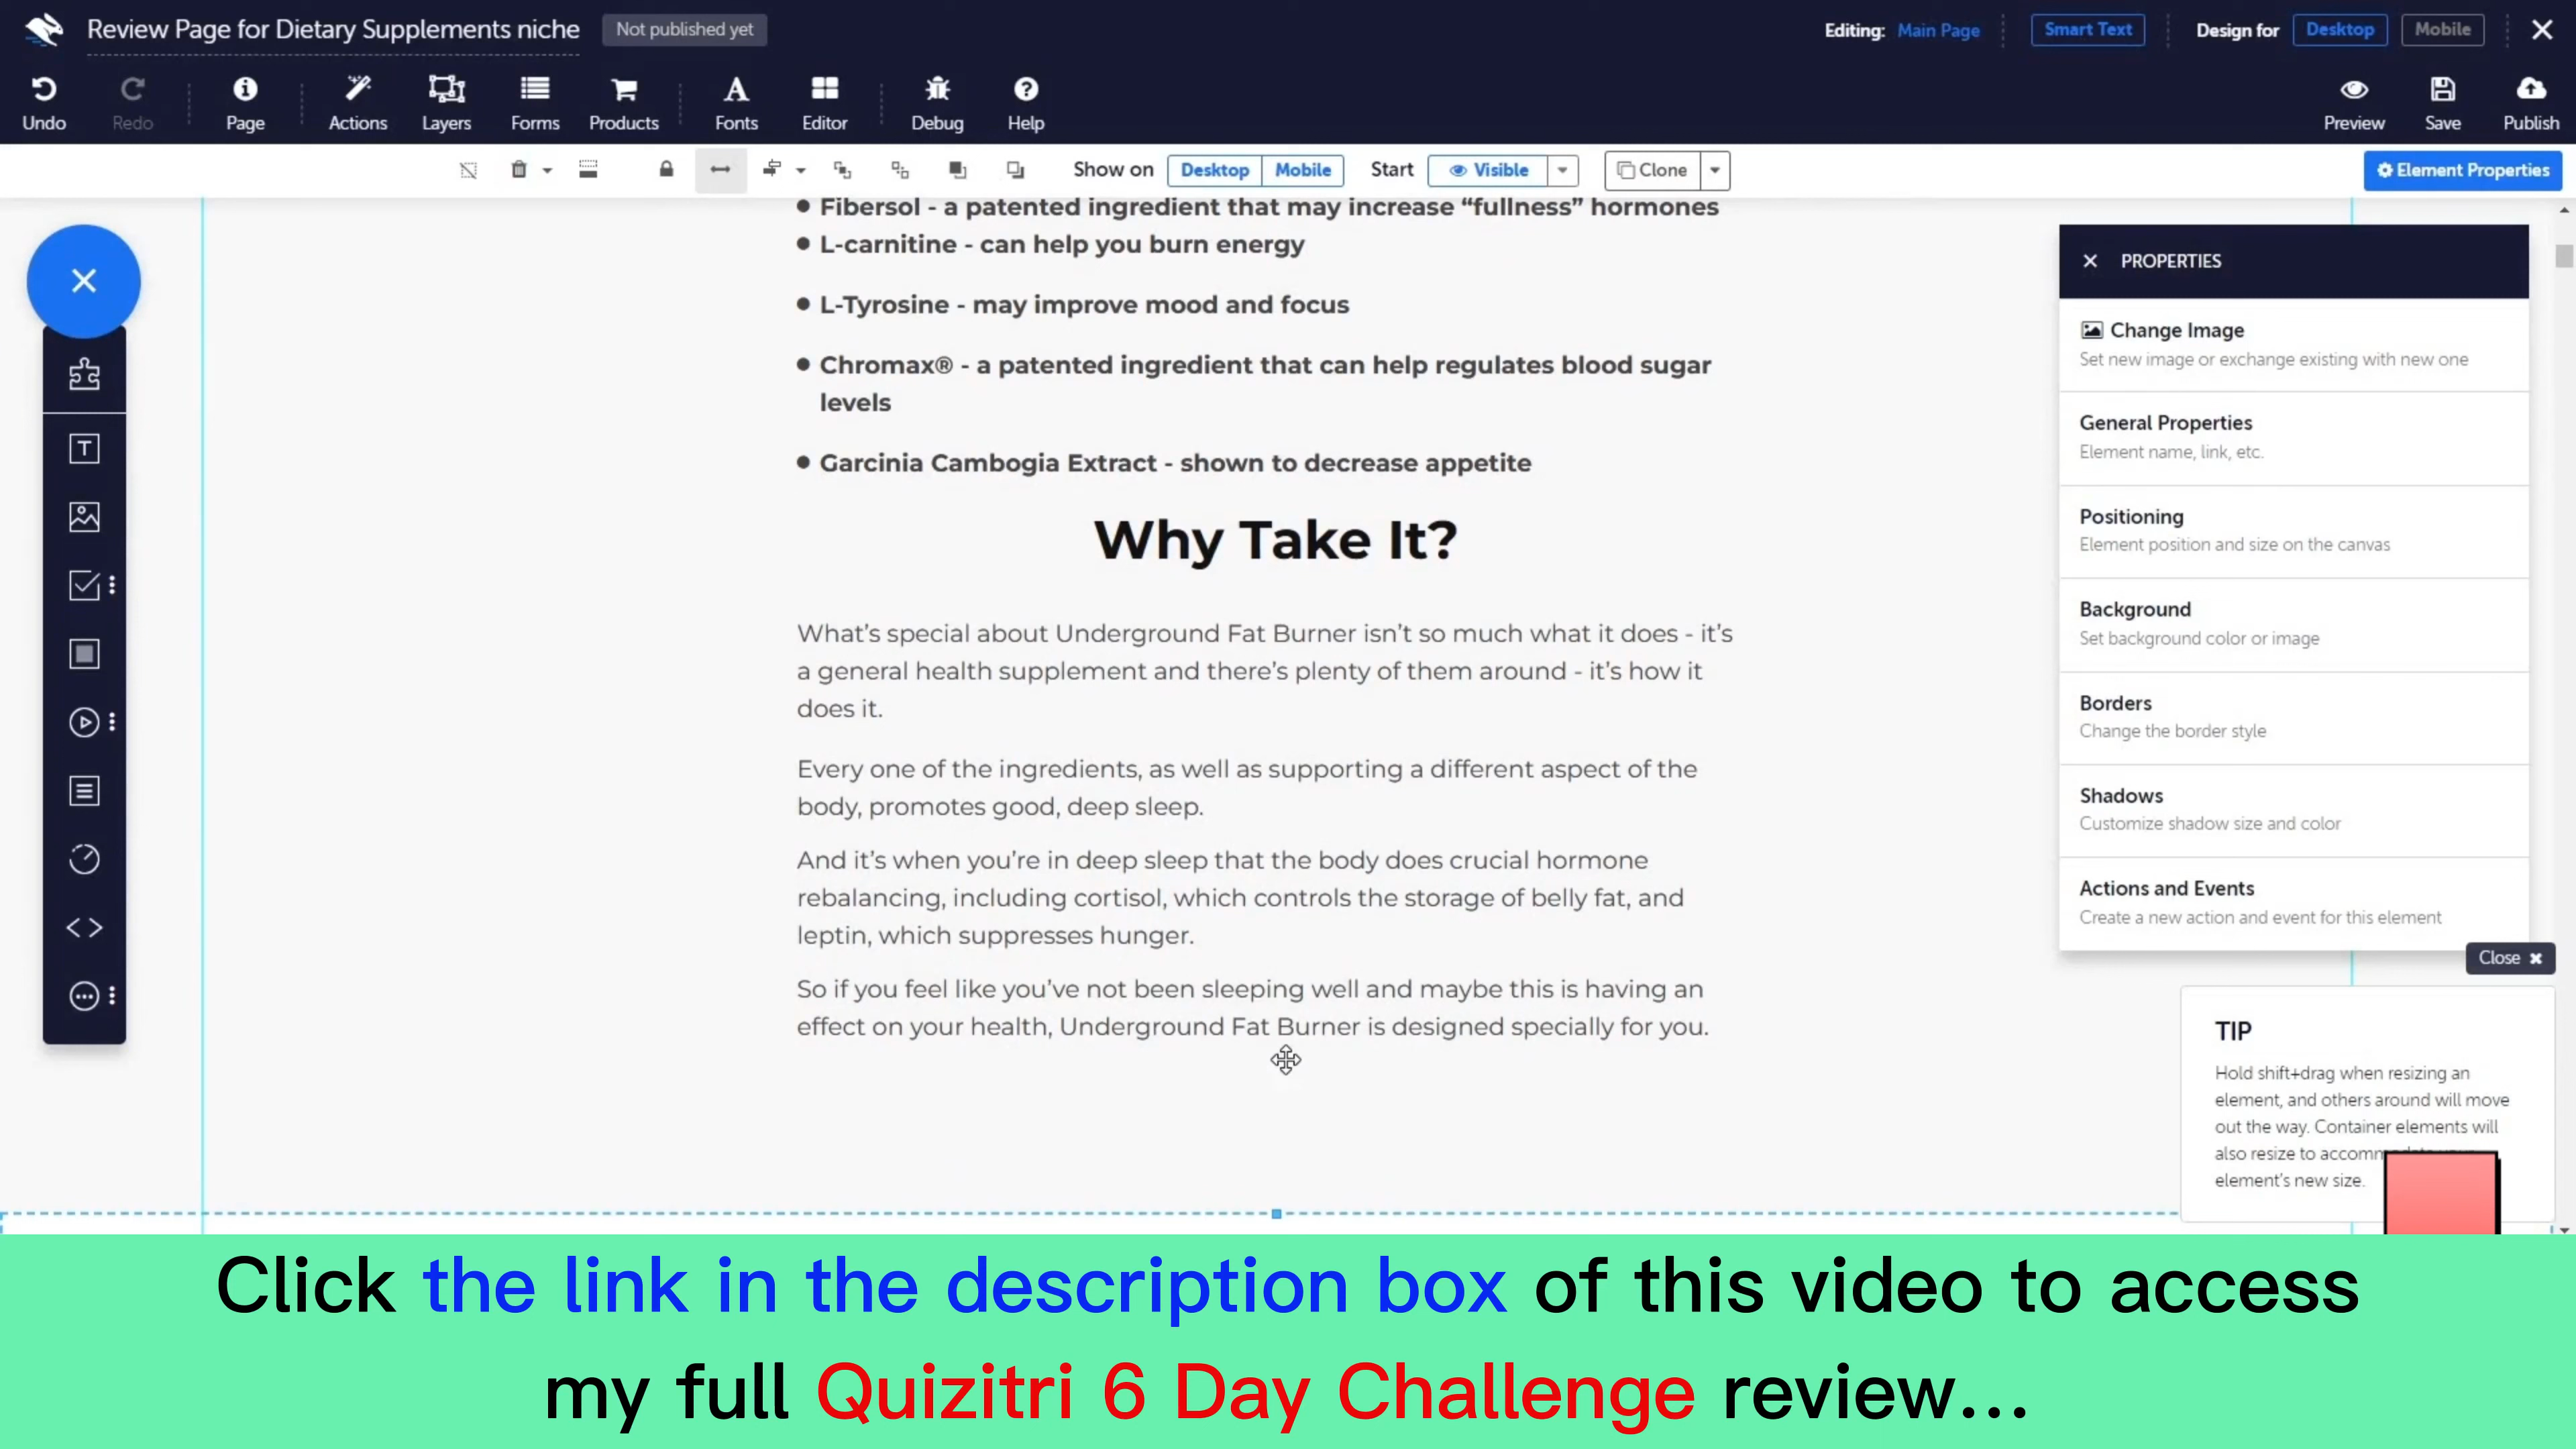 Review Page for Dietary Supplements niche
Not published yet
Editing: Main Page
Smart Text
Design for
Desktop
Mobile
Undo
Redo
Page
Actions
Layers
Forms
Products
Fonts
Editor
Debug
Help
Preview
Save
Publish
Show on
Desktop
Mobile
Start
Visible
Clone
Element Properties
● Fibersol - a patented ingredient that may increase “fullness” hormones
● L-carnitine - can help you burn energy
● L-Tyrosine - may improve mood and focus
● Chromax® - a patented ingredient that can help regulates blood sugar
levels
● Garcinia Cambogia Extract - shown to decrease appetite
Why Take It?
What’s special about Underground Fat Burner isn’t so much what it does - it’s
a general health supplement and there’s plenty of them around - it’s how it
does it.
Every one of the ingredients, as well as supporting a different aspect of the
body, promotes good, deep sleep.
And it’s when you’re in deep sleep that the body does crucial hormone
rebalancing, including cortisol, which controls the storage of belly fat, and
leptin, which suppresses hunger.
So if you feel like you’ve not been sleeping well and maybe this is having an
effect on your health, Underground Fat Burner is designed specially for you.
PROPERTIES
Change Image
Set new image or exchange existing with new one
General Properties
Element name, link, etc.
Positioning
Element position and size on the canvas
Background
Set background color or image
Borders
Change the border style
Shadows
Customize shadow size and color
Actions and Events
Create a new action and event for this element
Close
TIP
Hold shift+drag when resizing an
element, and others around will move
out the way. Container elements will
also resize to
element’s new size.
Click the link in the description box of this video to access
my full Quizitri 6 Day Challenge review...